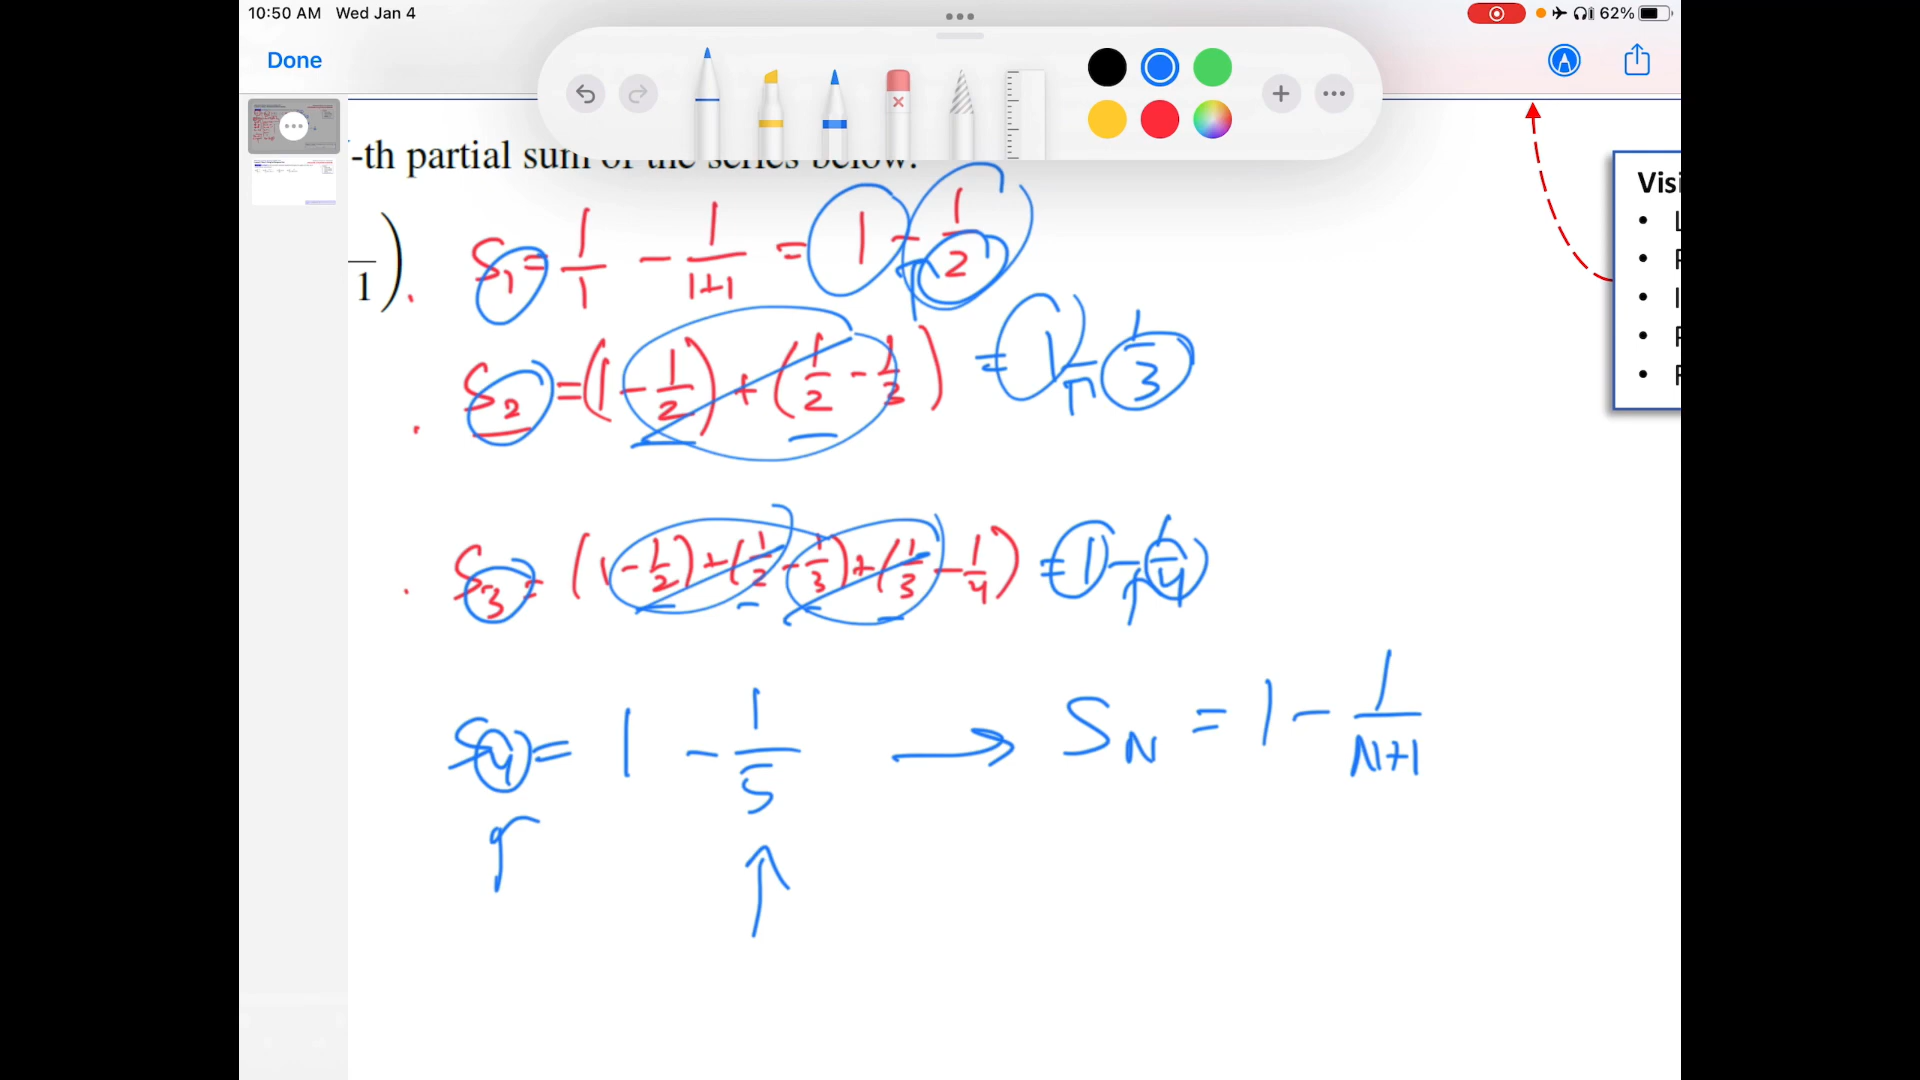 10:50 AM Wed Jan 4
62%
Done
-th partial sum of the series below.
1 ).
S₁ = 1/1 - 1/(1+1) = 1 - 1/2
S₂ = (1 - 1/2) + (1/2 - 1/3) = 1 - 1/3
S₃ = (1 - 1/2) + (1/2 - 1/3) + (1/3 - 1/4) = 1 - 1/4
S₄ = 1 - 1/5 → S_N = 1 - 1/(N+1)